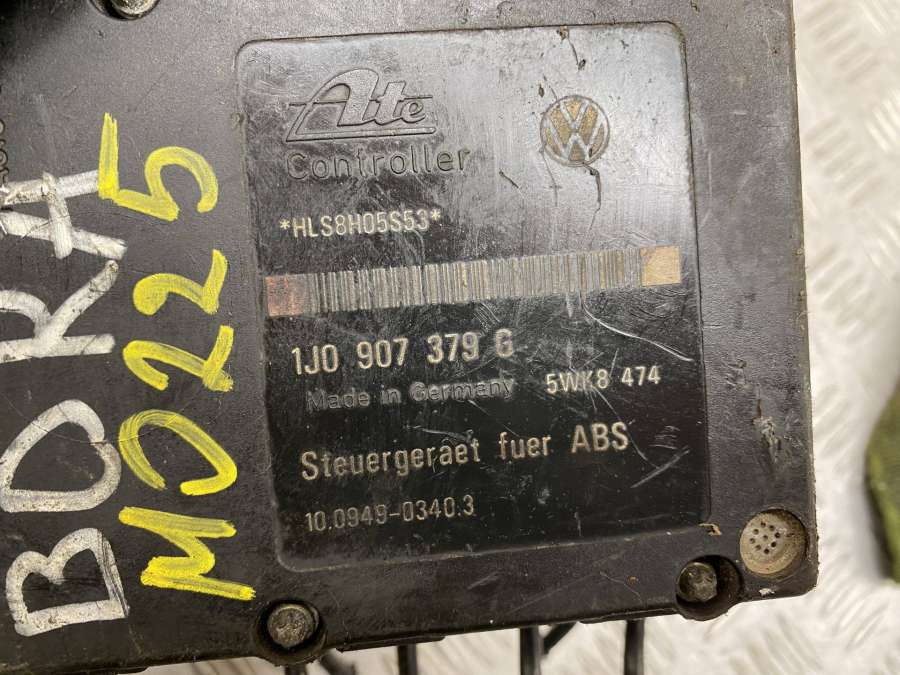 Ate
Controller
*HLS8H05S53*
1J0 907 379 G
Made in Germany 5WK8 474
Steuergeraet fuer ABS
10.0949-0340.3
BORA
M0225